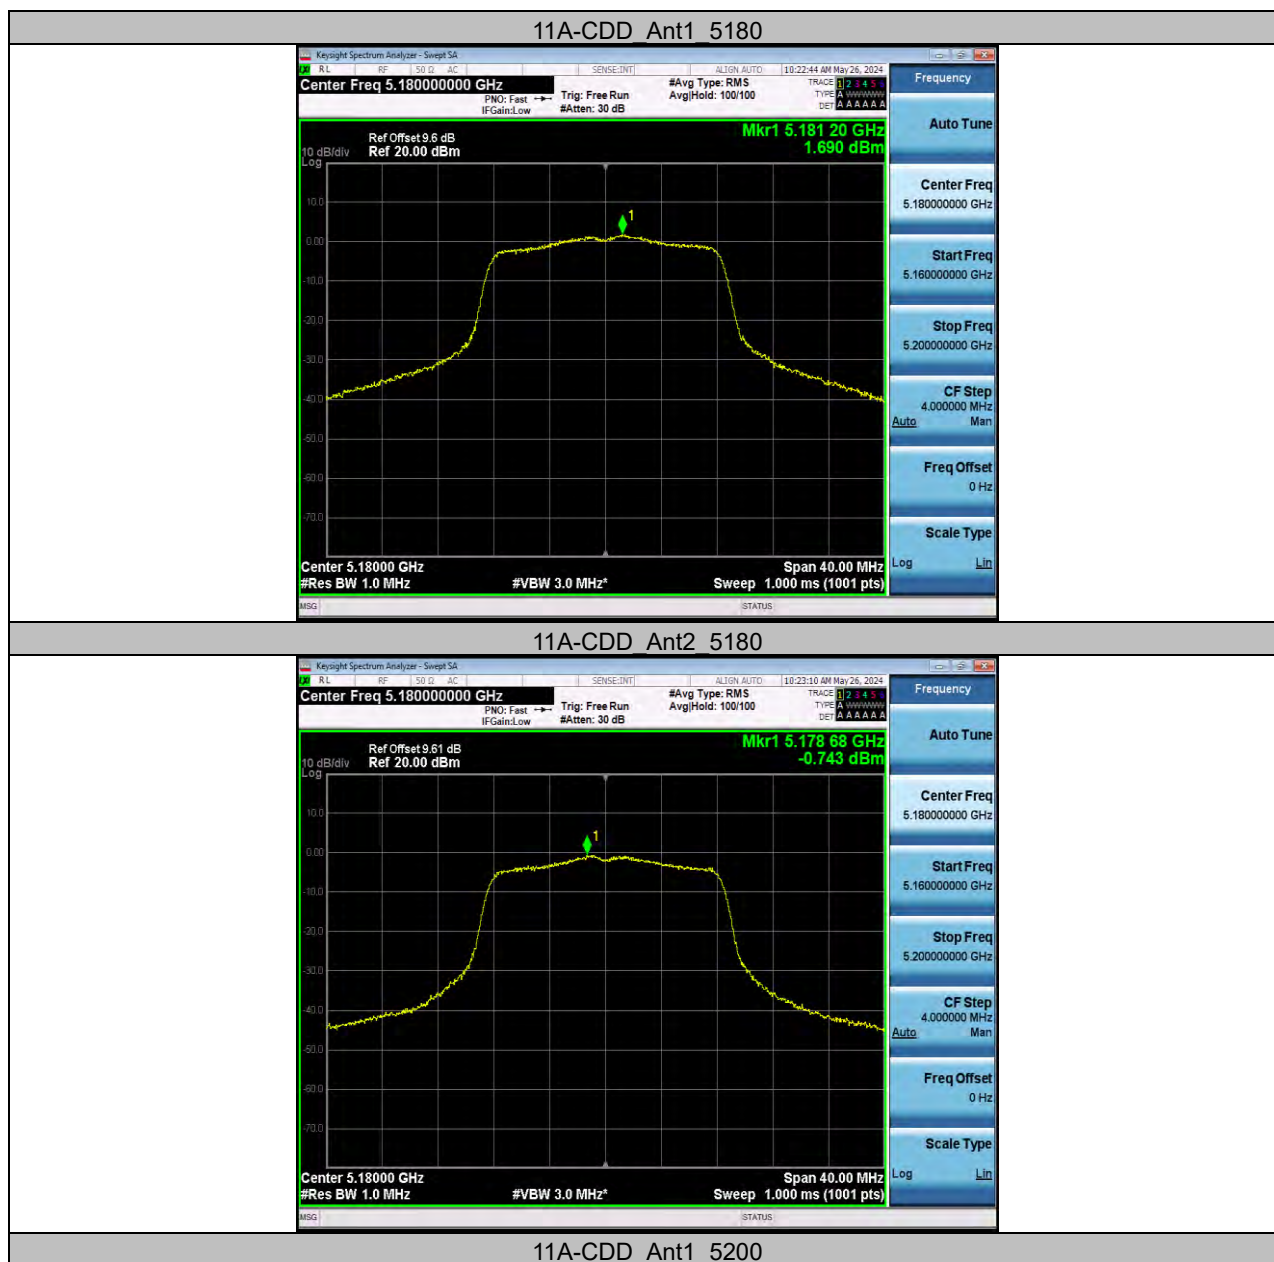 11A-CDD_Ant1_5180
Keysight Spectrum Analyzer - Swept SA
RL RF 50 Ω AC SENSE:INT ALIGN AUTO 10:22:44 AM May 26, 2024
Center Freq 5.180000000 GHz
PNO: Fast
IFGain:Low
Trig: Free Run
#Atten: 30 dB
#Avg Type: RMS
Avg|Hold: 100/100
TRACE 1 2 3 4 5 6
TYPE A WWWWW
DET A A A A A A
Frequency
Mkr1 5.181 20 GHz
1.690 dBm
Ref Offset 9.6 dB
10 dB/div Ref 20.00 dBm
Log
10.0
0.00
-10.0
-20.0
-30.0
-40.0
-50.0
-60.0
-70.0
1
Center 5.18000 GHz Span 40.00 MHz
#Res BW 1.0 MHz #VBW 3.0 MHz* Sweep 1.000 ms (1001 pts)
MSG STATUS
Auto Tune
Center Freq
5.180000000 GHz
Start Freq
5.160000000 GHz
Stop Freq
5.200000000 GHz
CF Step
4.000000 MHz
Auto Man
Freq Offset
0 Hz
Scale Type
Log Lin
11A-CDD_Ant2_5180
Keysight Spectrum Analyzer - Swept SA
RL RF 50 Ω AC SENSE:INT ALIGN AUTO 10:23:10 AM May 26, 2024
Center Freq 5.180000000 GHz
PNO: Fast
IFGain:Low
Trig: Free Run
#Atten: 30 dB
#Avg Type: RMS
Avg|Hold: 100/100
TRACE 1 2 3 4 5 6
TYPE A WWWWW
DET A A A A A A
Frequency
Mkr1 5.178 68 GHz
-0.743 dBm
Ref Offset 9.61 dB
10 dB/div Ref 20.00 dBm
Log
10.0
0.00
-10.0
-20.0
-30.0
-40.0
-50.0
-60.0
-70.0
1
Center 5.18000 GHz Span 40.00 MHz
#Res BW 1.0 MHz #VBW 3.0 MHz* Sweep 1.000 ms (1001 pts)
MSG STATUS
Auto Tune
Center Freq
5.180000000 GHz
Start Freq
5.160000000 GHz
Stop Freq
5.200000000 GHz
CF Step
4.000000 MHz
Auto Man
Freq Offset
0 Hz
Scale Type
Log Lin
11A-CDD_Ant1_5200